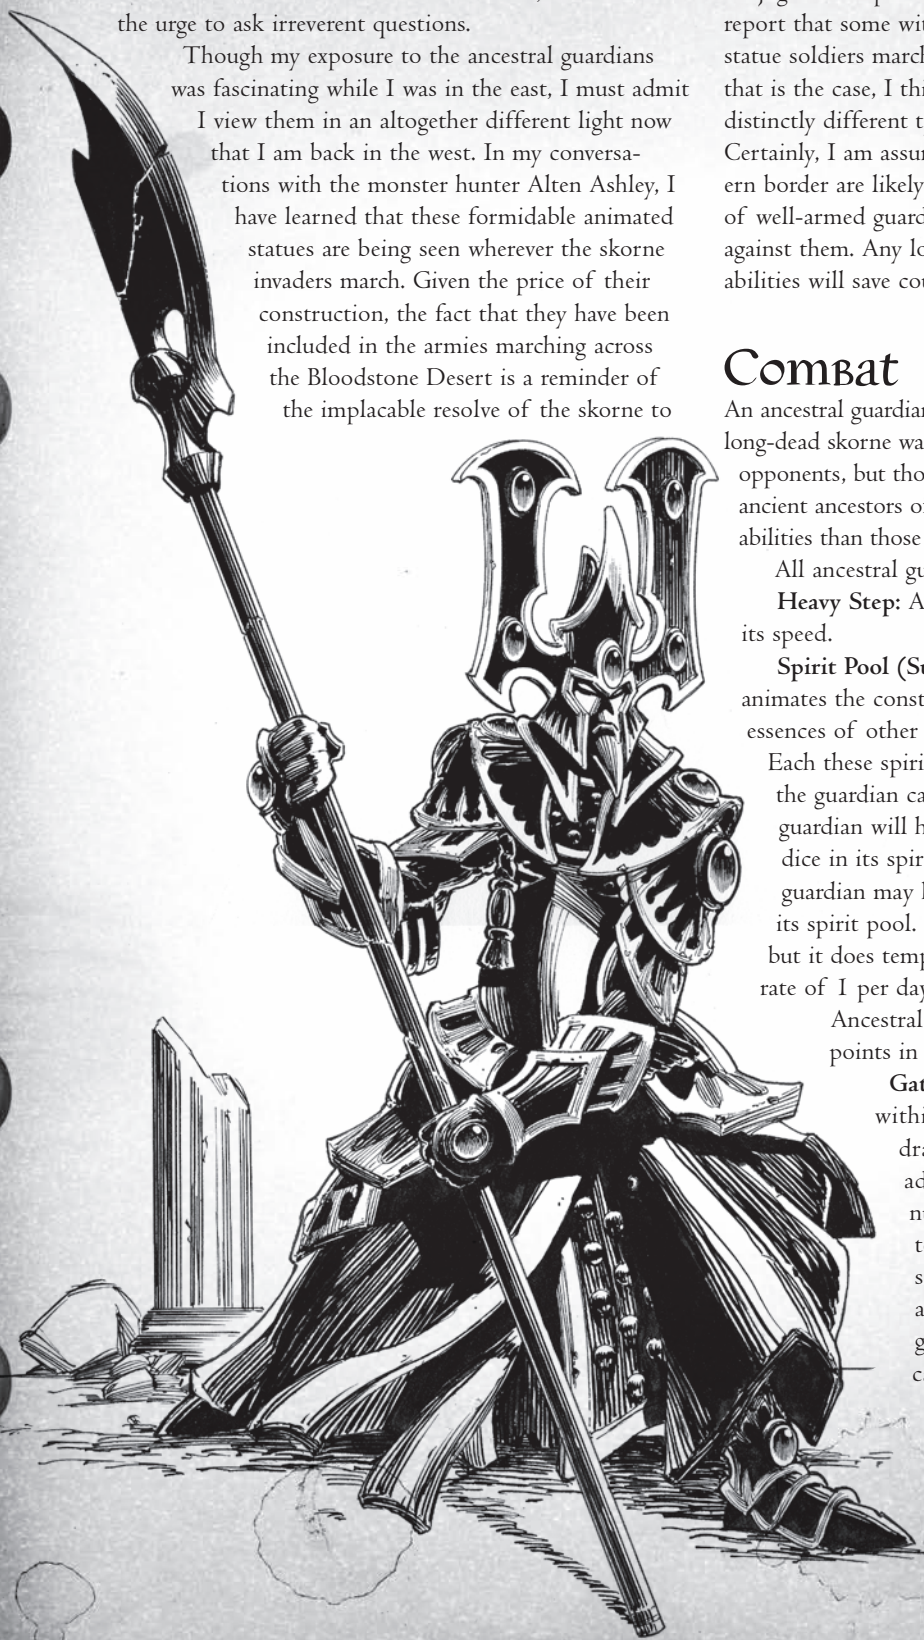 the urge to ask irreverent questions.
Though my exposure to the ancestral guardians
was fascinating while I was in the east, I must admit
I view them in an altogether different light now
that I am back in the west. In my conversa-
tions with the monster hunter Alten Ashley, I
have learned that these formidable animated
statues are being seen wherever the skorne
invaders march. Given the price of their
construction, the fact that they have been
included in the armies marching across
the Bloodstone Desert is a reminder of
the implacable resolve of the skorne to
report that some wit
statue soldiers march
that is the case, I thi
distinctly different t
Certainly, I am assur
ern border are likely
of well-armed guard
against them. Any lo
abilities will save cou
Combat
An ancestral guardian
long-dead skorne wa
opponents, but tho
ancient ancestors o
abilities than those
All ancestral gu
Heavy Step: A
its speed.
Spirit Pool (Su
animates the const
essences of other
Each these spiri
the guardian ca
guardian will h
dice in its spir
guardian may h
its spirit pool.
but it does temp
rate of 1 per day
Ancestral
points in
Gat
withi
dra
ad
n
t
s
a
g
c